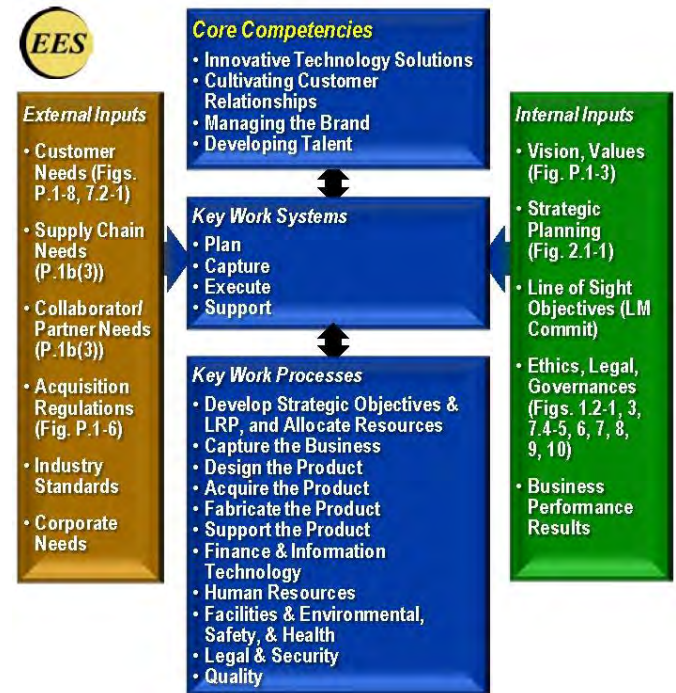 EES
Core Competencies
• Innovative Technology Solutions
• Cultivating Customer
Relationships
• Managing the Brand
• Developing Talent
External Inputs
• Customer
Needs (Figs.
P.1-8, 7.2-1)
• Supply Chain
Needs
(P.1b(3))
• Collaborator/
Partner Needs
(P.1b(3))
• Acquisition
Regulations
(Fig. P.1-6)
• Industry
Standards
• Corporate
Needs
Key Work Systems
• Plan
• Capture
• Execute
• Support
Key Work Processes
• Develop Strategic Objectives &
LRP, and Allocate Resources
• Capture the Business
• Design the Product
• Acquire the Product
• Fabricate the Product
• Support the Product
• Finance & Information
Technology
• Human Resources
• Facilities & Environmental,
Safety, & Health
• Legal & Security
• Quality
Internal Inputs
• Vision, Values
(Fig. P.1-3)
• Strategic
Planning
(Fig. 2.1-1)
• Line of Sight
Objectives (LM
Commit)
• Ethics, Legal,
Governances
(Figs. 1.2-1, 3,
7.4-5, 6, 7, 8,
9, 10)
• Business
Performance
Results